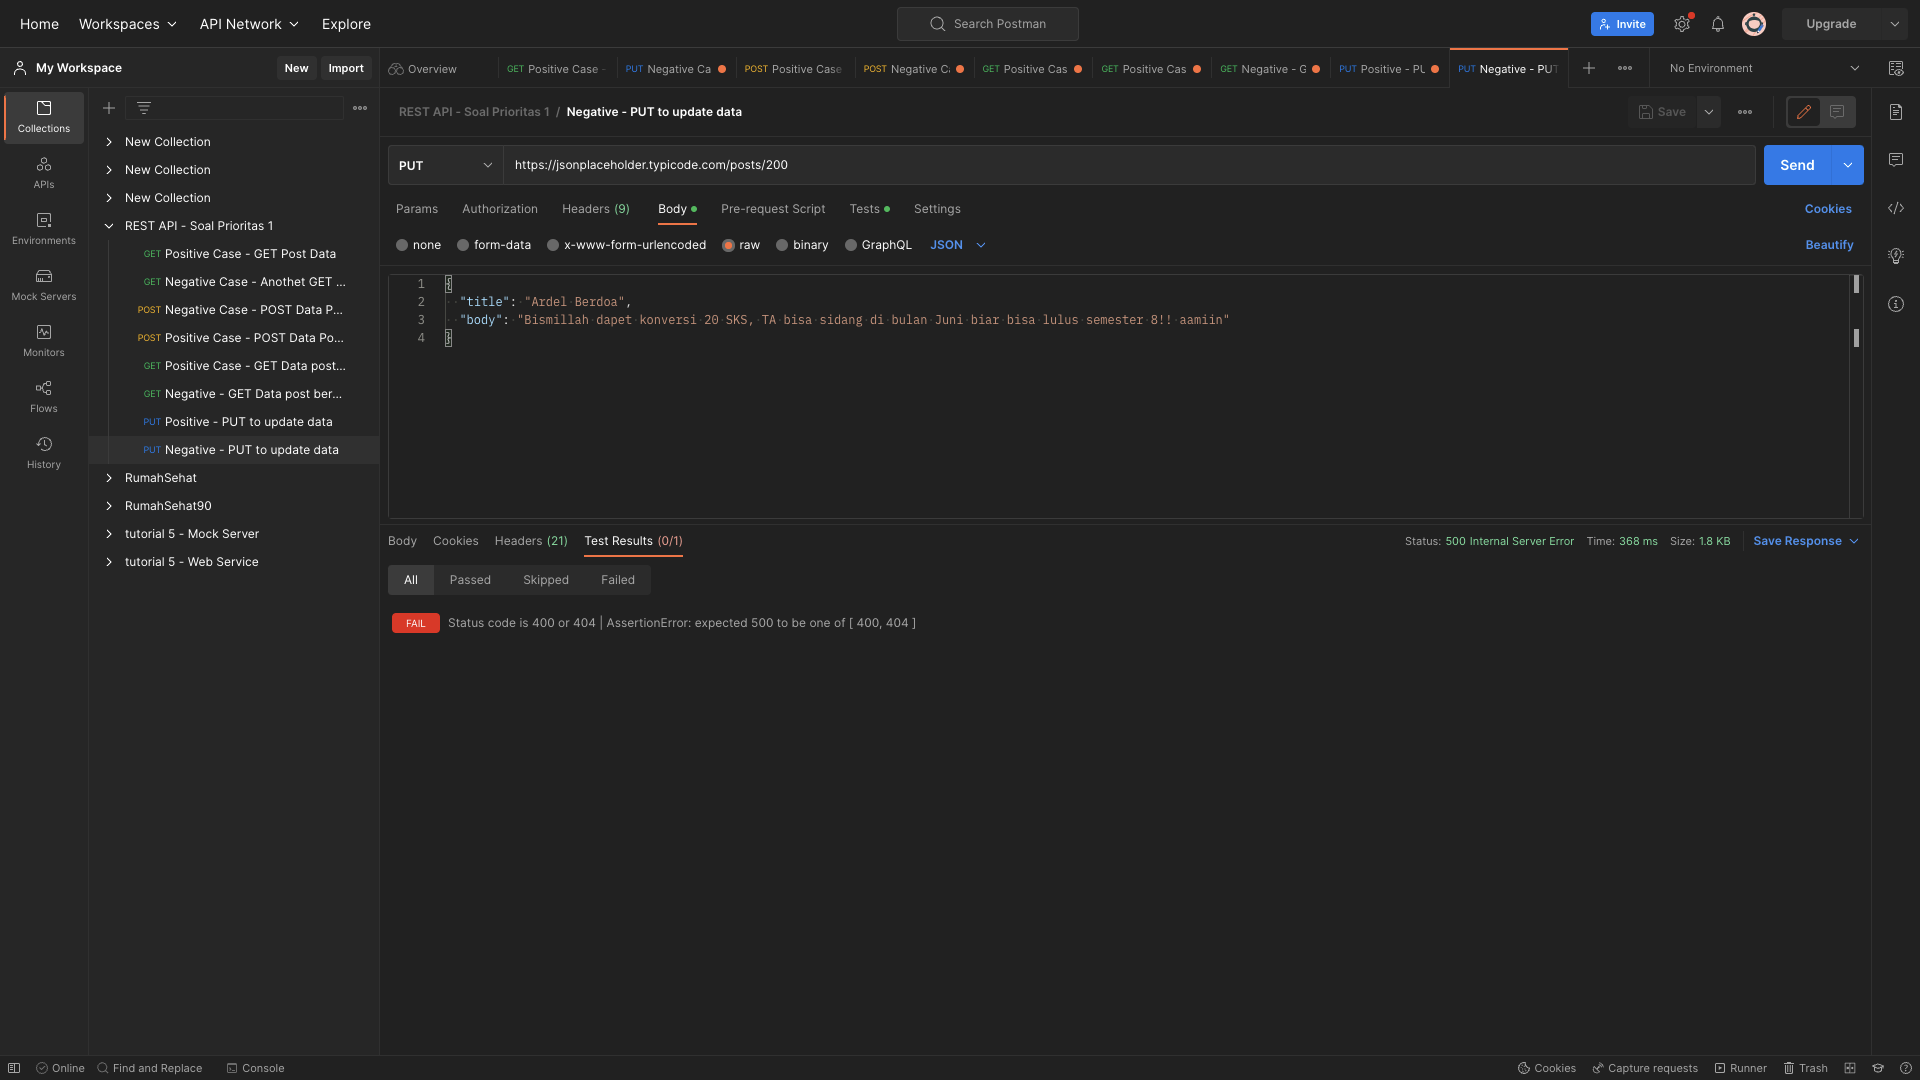 Home Workspaces API Network Explore Search Postman Invite Upgrade
My Workspace New Import Overview GET Positive Case - PUT Negative Ca POST Positive Case POST Negative Ca GET Positive Cas GET Positive Cas GET Negative - G PUT Positive - PU PUT Negative - PUT No Environment
Collections
APIs
Environments
Mock Servers
Monitors
Flows
History
New Collection
New Collection
New Collection
REST API - Soal Prioritas 1
GET Positive Case - GET Post Data
GET Negative Case - Anothet GET ...
POST Negative Case - POST Data P...
POST Positive Case - POST Data Po...
GET Positive Case - GET Data post...
GET Negative - GET Data post ber...
PUT Positive - PUT to update data
PUT Negative - PUT to update data
RumahSehat
RumahSehat90
tutorial 5 - Mock Server
tutorial 5 - Web Service
REST API - Soal Prioritas 1 / Negative - PUT to update data Save
PUT https://jsonplaceholder.typicode.com/posts/200 Send
Params Authorization Headers (9) Body Pre-request Script Tests Settings Cookies
none form-data x-www-form-urlencoded raw binary GraphQL JSON Beautify
1 {
2 "title": "Ardel Berdoa",
3 "body": "Bismillah dapet konversi 20 SKS, TA bisa sidang di bulan Juni biar bisa lulus semester 8!! aamiin"
4 }
Body Cookies Headers (21) Test Results (0/1) Status: 500 Internal Server Error Time: 368 ms Size: 1.8 KB Save Response
All Passed Skipped Failed
FAIL Status code is 400 or 404 | AssertionError: expected 500 to be one of [ 400, 404 ]
Online Find and Replace Console Cookies Capture requests Runner Trash